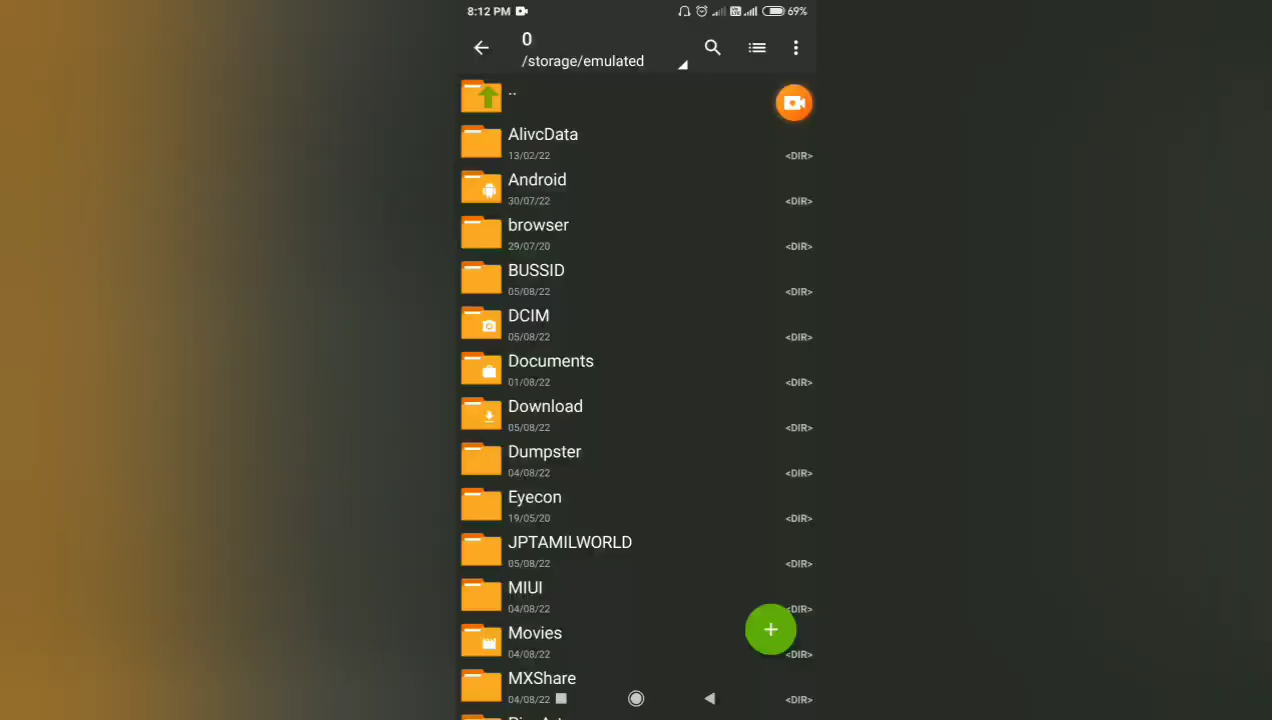 8:12 PM
69%
0
/storage/emulated
..
AlivcData
13/02/22
<DIR>
Android
30/07/22
<DIR>
browser
29/07/20
<DIR>
BUSSID
05/08/22
<DIR>
DCIM
05/08/22
<DIR>
Documents
01/08/22
<DIR>
Download
05/08/22
<DIR>
Dumpster
04/08/22
<DIR>
Eyecon
19/05/20
<DIR>
JPTAMILWORLD
05/08/22
<DIR>
MIUI
04/08/22
<DIR>
Movies
04/08/22
<DIR>
MXShare
04/08/22
<DIR>